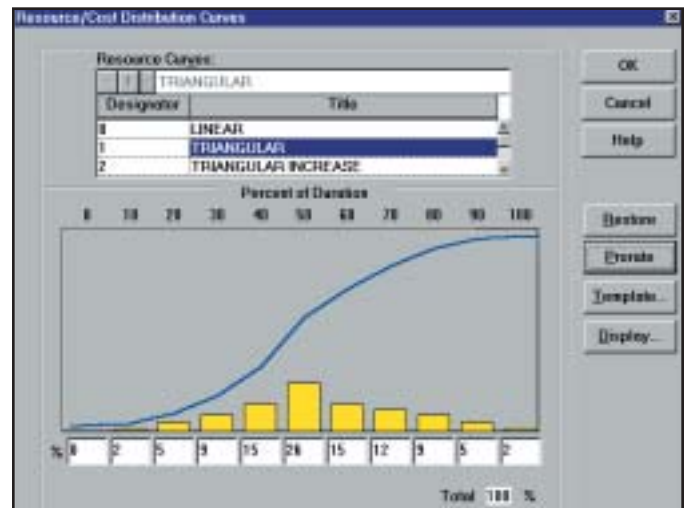 Resource/Cost Distribution Curves
Resource Curves:
1 TRIANGULAR
Designator Title
0 LINEAR
1 TRIANGULAR
2 TRIANGULAR INCREASE
Percent of Duration
0 10 20 30 40 50 60 70 80 90 100
% 0 2 5 9 15 26 15 12 9 5 2
Total 100 %
OK
Cancel
Help
Restore
Prorate
Template...
Display...